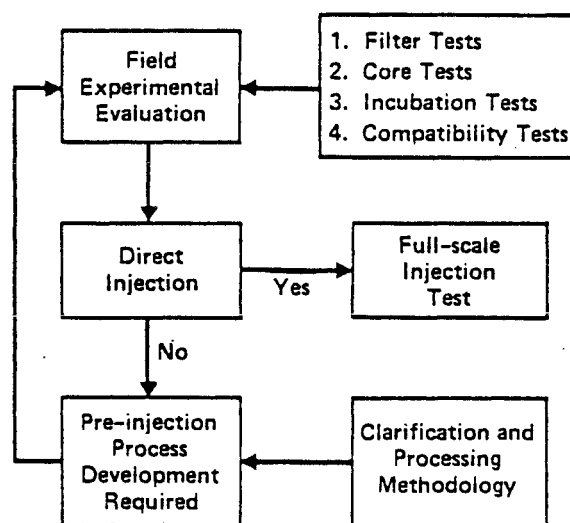 Field
Experimental
Evaluation
1. Filter Tests
2. Core Tests
3. Incubation Tests
4. Compatibility Tests
Direct
Injection
Yes
Full-scale
Injection
Test
No
Pre-injection
Process
Development
Required
Clarification and
Processing
Methodology